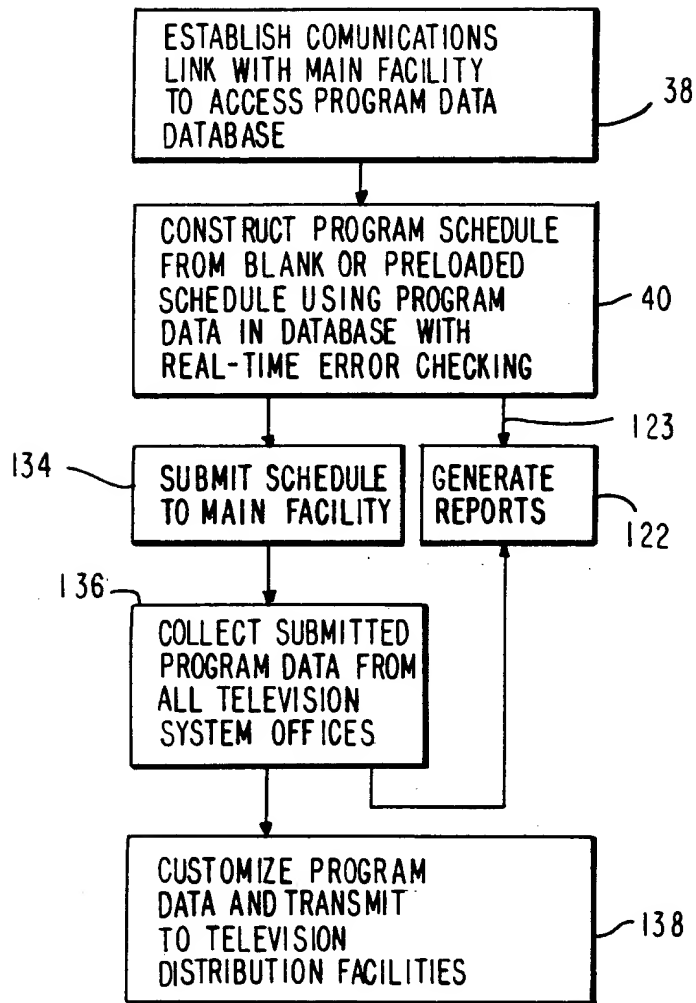 ESTABLISH COMUNICATIONS
LINK WITH MAIN FACILITY
TO ACCESS PROGRAM DATA
DATABASE
38
CONSTRUCT PROGRAM SCHEDULE
FROM BLANK OR PRELOADED
SCHEDULE USING PROGRAM
DATA IN DATABASE WITH
REAL-TIME ERROR CHECKING
40
123
134
SUBMIT SCHEDULE
TO MAIN FACILITY
GENERATE
REPORTS
122
136
COLLECT SUBMITTED
PROGRAM DATA FROM
ALL TELEVISION
SYSTEM OFFICES
CUSTOMIZE PROGRAM
DATA AND TRANSMIT
TO TELEVISION
DISTRIBUTION FACILITIES
138